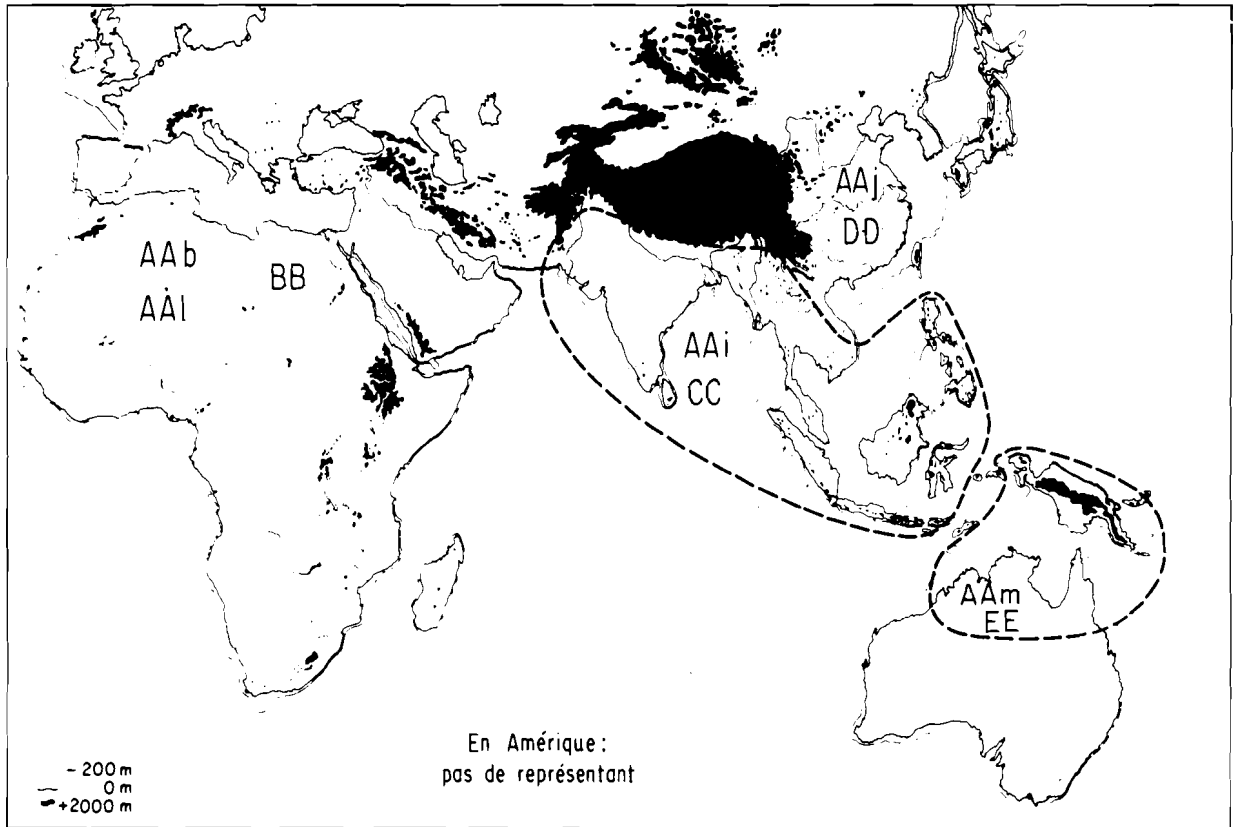 AAj
DD
AAb
BB
AAl
AAi
CC
AAm
EE
En Amérique:
pas de représentant
- 200 m
0 m
+2000 m